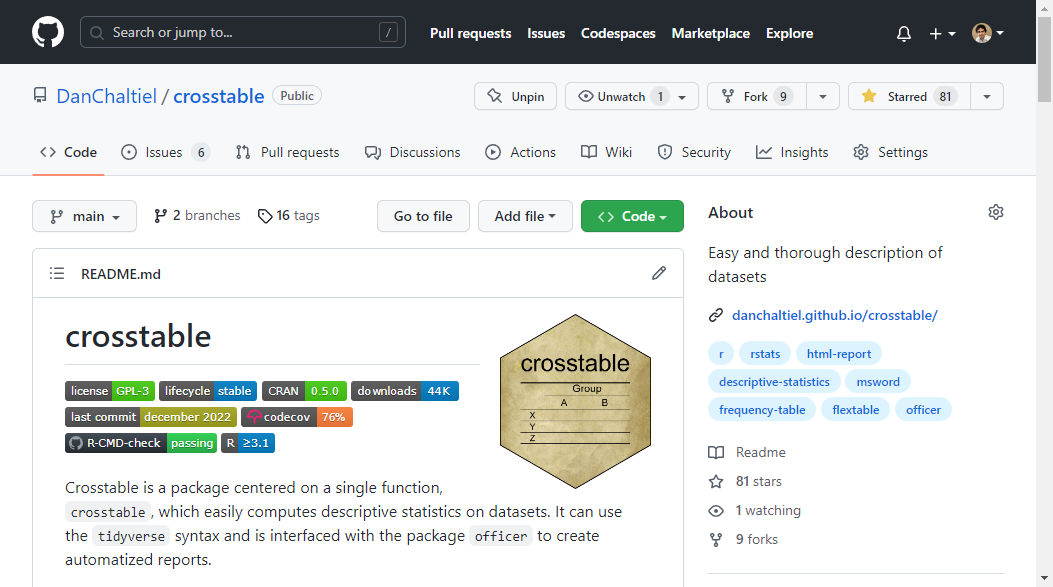 Search or jump to... /
Pull requests Issues Codespaces Marketplace Explore
DanChaltiel / crosstable Public
Unpin Unwatch 1 Fork 9 Starred 81
Code Issues 6 Pull requests Discussions Actions Wiki Security Insights Settings
main 2 branches 16 tags Go to file Add file Code
README.md
crosstable
license GPL-3 lifecycle stable CRAN 0.5.0 downloads 44K
last commit december 2022 codecov 76%
R-CMD-check passing R ≥3.1
crosstable
Group
A B
X
Y
Z
Crosstable is a package centered on a single function,
crosstable, which easily computes descriptive statistics on datasets. It can use
the tidyverse syntax and is interfaced with the package officer to create
automatized reports.
About
Easy and thorough description of
datasets
danchaltiel.github.io/crosstable/
r rstats html-report
descriptive-statistics msword
frequency-table flextable officer
Readme
81 stars
1 watching
9 forks